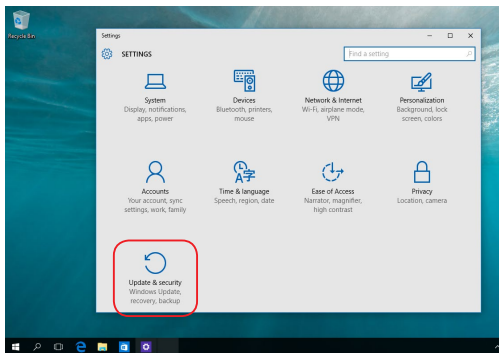 Recycle Bin
Settings
SETTINGS
Find a setting
System
Display, notifications,
apps, power
Devices
Bluetooth, printers,
mouse
Network & Internet
Wi-Fi, airplane mode,
VPN
Personalization
Background, lock
screen, colors
Accounts
Your account, sync
settings, work, family
Time & language
Speech, region, date
Ease of Access
Narrator, magnifier,
high contrast
Privacy
Location, camera
Update & security
Windows Update,
recovery, backup